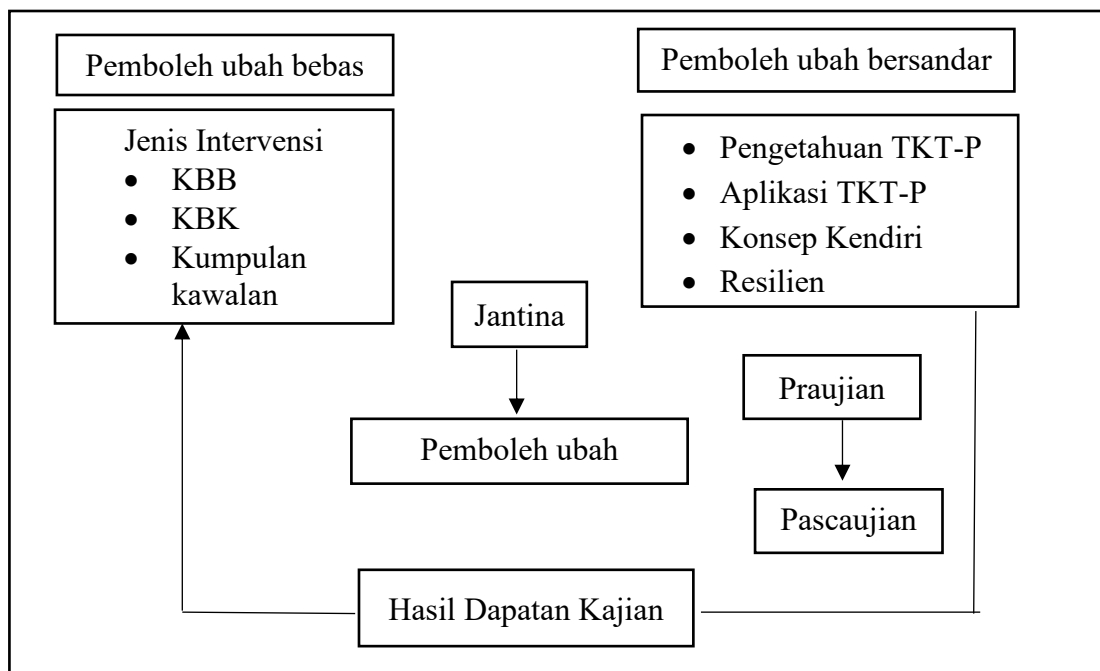 Pemboleh ubah bebas
Pemboleh ubah bersandar
Jenis Intervensi
• KBB
• KBK
• Kumpulan
kawalan
• Pengetahuan TKT-P
• Aplikasi TKT-P
• Konsep Kendiri
• Resilien
Jantina
Pemboleh ubah
Praujian
Pascaujian
Hasil Dapatan Kajian